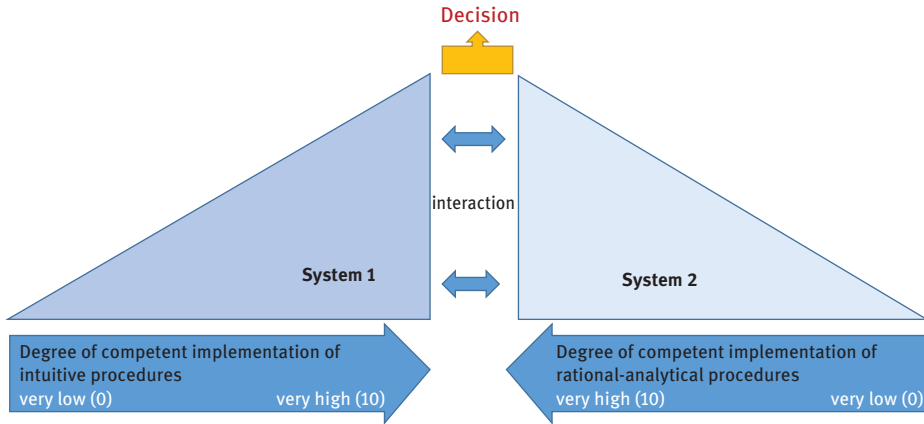 Decision
interaction
System 1
System 2
Degree of competent implementation of
intuitive procedures
very low (0) very high (10)
Degree of competent implementation of
rational-analytical procedures
very high (10) very low (0)